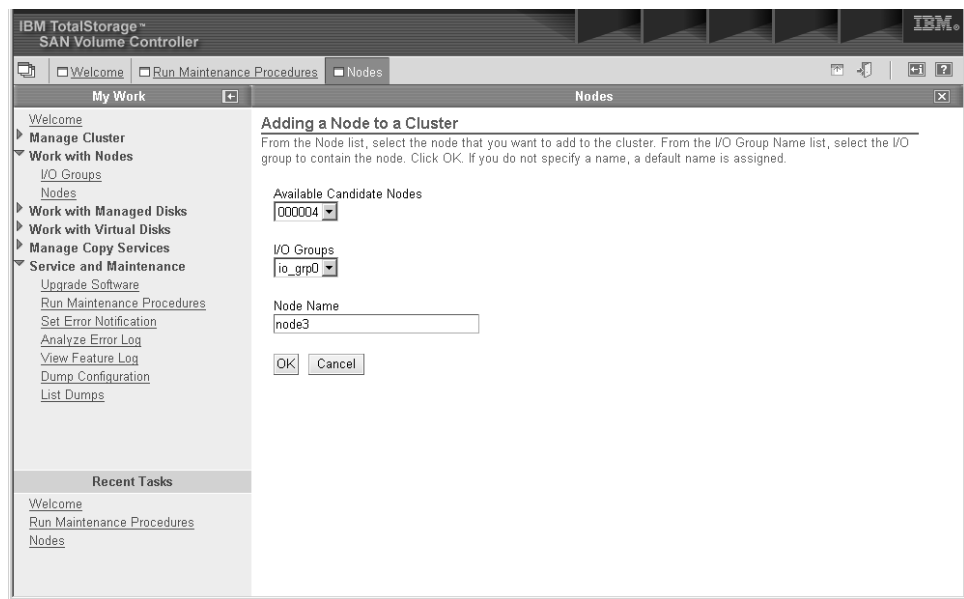 IBM TotalStorage™
SAN Volume Controller
IBM
Welcome
Run Maintenance Procedures
Nodes
?
My Work
Nodes
Welcome
Manage Cluster
Work with Nodes
I/O Groups
Nodes
Work with Managed Disks
Work with Virtual Disks
Manage Copy Services
Service and Maintenance
Upgrade Software
Run Maintenance Procedures
Set Error Notification
Analyze Error Log
View Feature Log
Dump Configuration
List Dumps
Recent Tasks
Welcome
Run Maintenance Procedures
Nodes
Adding a Node to a Cluster
From the Node list, select the node that you want to add to the cluster. From the I/O Group Name list, select the I/O
group to contain the node. Click OK. If you do not specify a name, a default name is assigned.
Available Candidate Nodes
000004
I/O Groups
io_grp0
Node Name
node3
OK Cancel